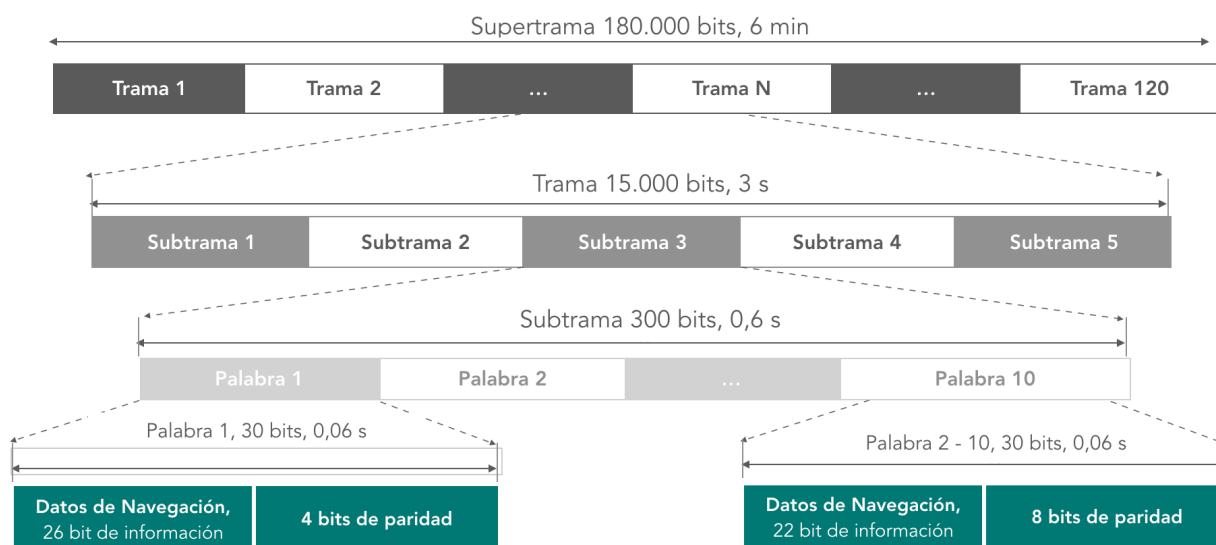 Supertrama 180.000 bits, 6 min
Trama 1 Trama 2 ... Trama N ... Trama 120
Trama 15.000 bits, 3 s
Subtrama 1 Subtrama 2 Subtrama 3 Subtrama 4 Subtrama 5
Subtrama 300 bits, 0,6 s
Palabra 1 Palabra 2 ... Palabra 10
Palabra 1, 30 bits, 0,06 s
Palabra 2 - 10, 30 bits, 0,06 s
Datos de Navegación,
26 bit de información
4 bits de paridad
Datos de Navegación,
22 bit de información
8 bits de paridad